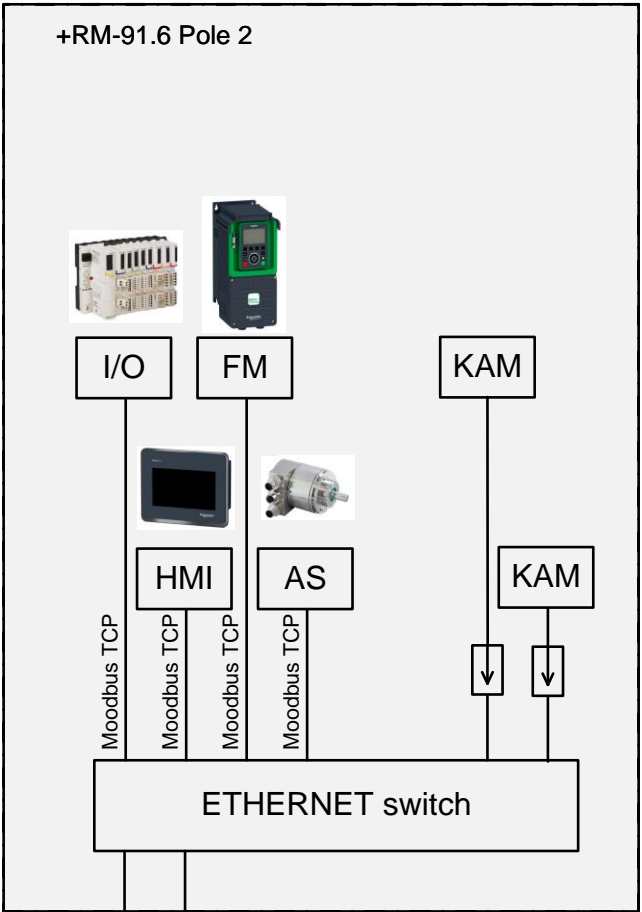 +RM-91.6 Pole 2
I/O
FM
KAM
HMI
AS
KAM
Moodbus TCP
Moodbus TCP
Moodbus TCP
Moodbus TCP
ETHERNET switch